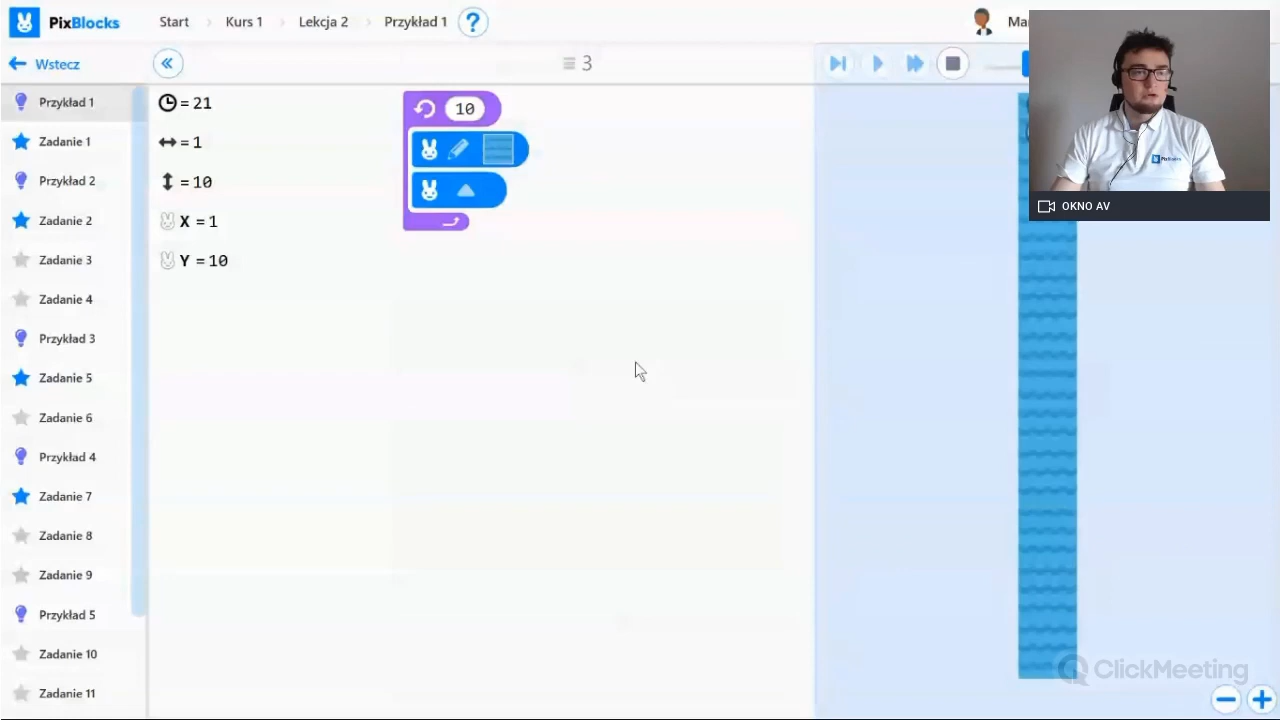 PixBlocks
Start
Kurs 1
Lekcja 2
Przykład 1
?
Ma
Wstecz
3
Przykład 1
Zadanie 1
Przykład 2
Zadanie 2
Zadanie 3
Zadanie 4
Przykład 3
Zadanie 5
Zadanie 6
Przykład 4
Zadanie 7
Zadanie 8
Zadanie 9
Przykład 5
Zadanie 10
Zadanie 11
= 21
= 1
= 10
X = 1
Y = 10
10
PixBlocks
OKNO AV
ClickMeeting